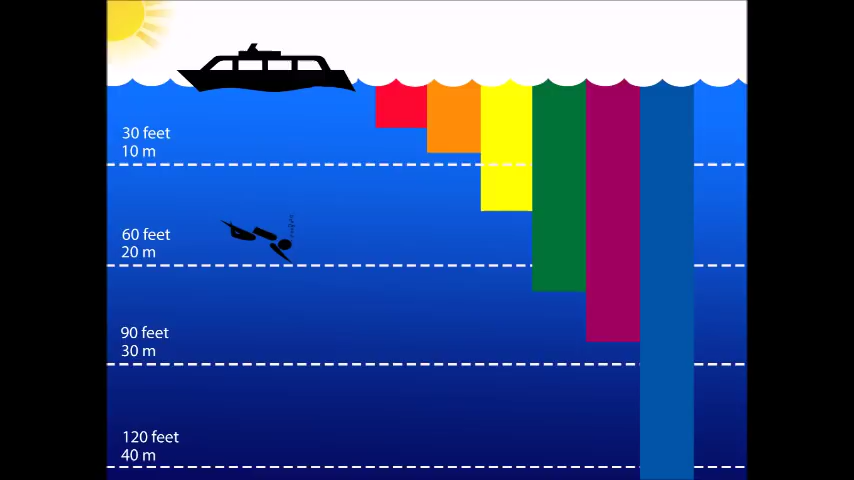 30 feet
10 m
60 feet
20 m
90 feet
30 m
120 feet
40 m